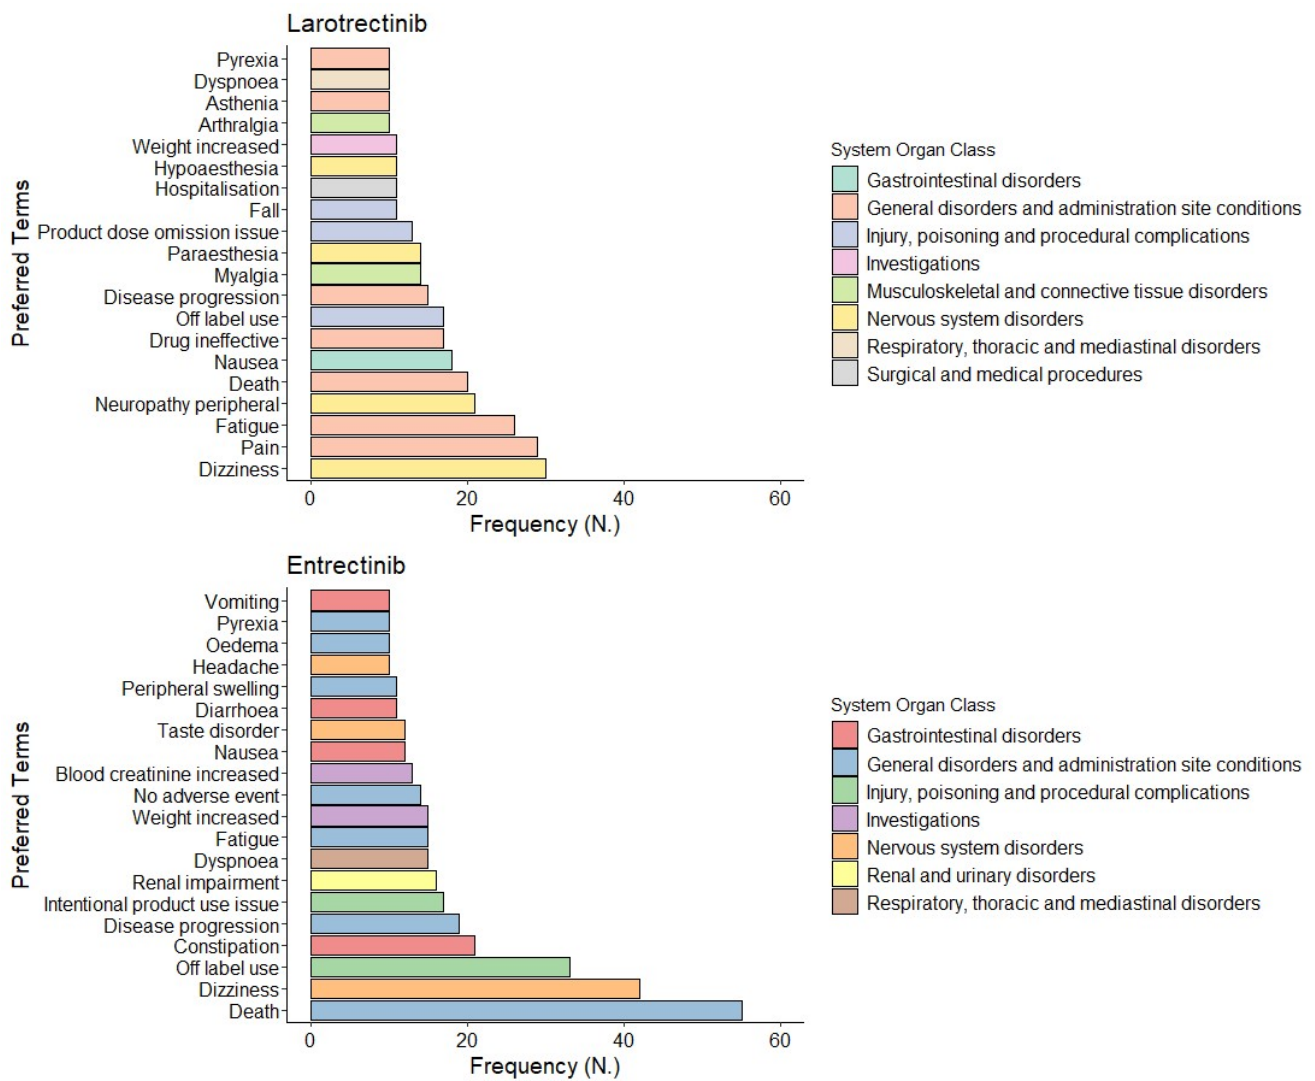 Larotrectinib
Preferred Terms
Pyrexia
Dyspnoea
Asthenia
Arthralgia
Weight increased
Hypoaesthesia
Hospitalisation
Fall
Product dose omission issue
Paraesthesia
Myalgia
Disease progression
Off label use
Drug ineffective
Nausea
Death
Neuropathy peripheral
Fatigue
Pain
Dizziness
0 20 40 60
Frequency (N.)
System Organ Class
Gastrointestinal disorders
General disorders and administration site conditions
Injury, poisoning and procedural complications
Investigations
Musculoskeletal and connective tissue disorders
Nervous system disorders
Respiratory, thoracic and mediastinal disorders
Surgical and medical procedures
Entrectinib
Preferred Terms
Vomiting
Pyrexia
Oedema
Headache
Peripheral swelling
Diarrhoea
Taste disorder
Nausea
Blood creatinine increased
No adverse event
Weight increased
Fatigue
Dyspnoea
Renal impairment
Intentional product use issue
Disease progression
Constipation
Off label use
Dizziness
Death
0 20 40 60
Frequency (N.)
System Organ Class
Gastrointestinal disorders
General disorders and administration site conditions
Injury, poisoning and procedural complications
Investigations
Nervous system disorders
Renal and urinary disorders
Respiratory, thoracic and mediastinal disorders